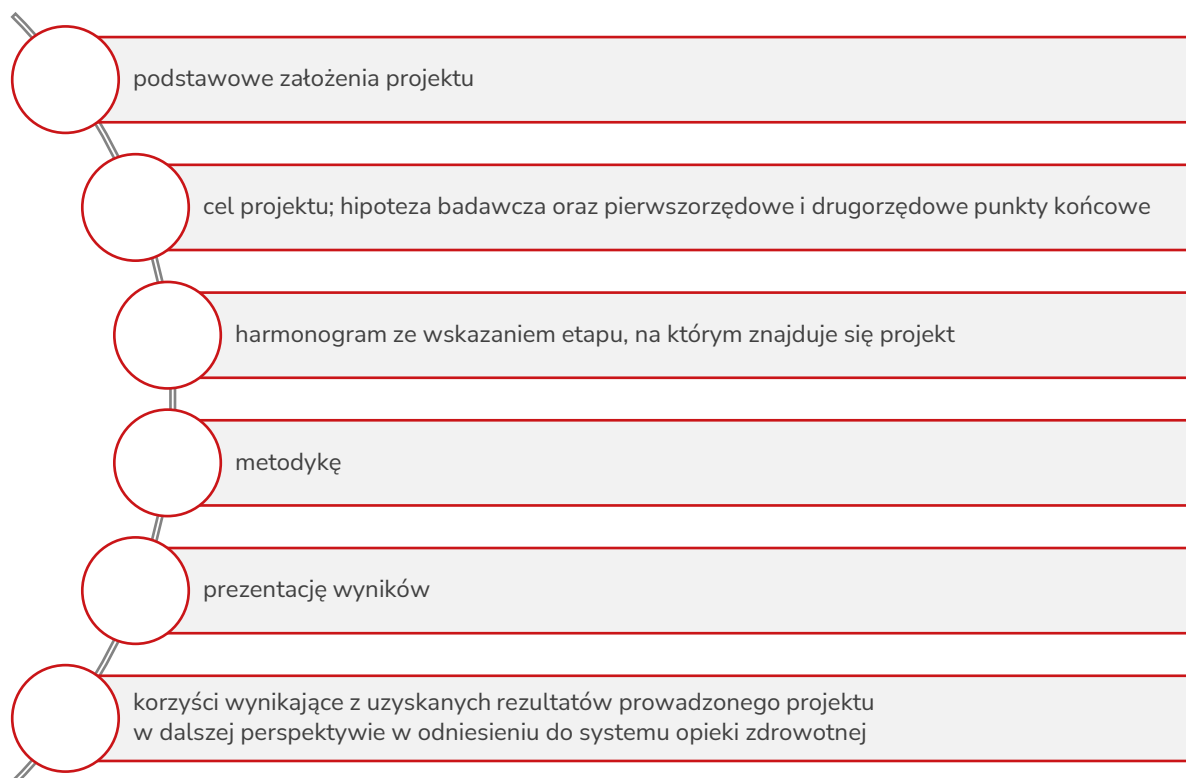 podstawowe założenia projektu
cel projektu; hipoteza badawcza oraz pierwszorzędowe i drugorzędowe punkty końcowe
harmonogram ze wskazaniem etapu, na którym znajduje się projekt
metodykę
prezentację wyników
korzyści wynikające z uzyskanych rezultatów prowadzonego projektu
w dalszej perspektywie w odniesieniu do systemu opieki zdrowotnej